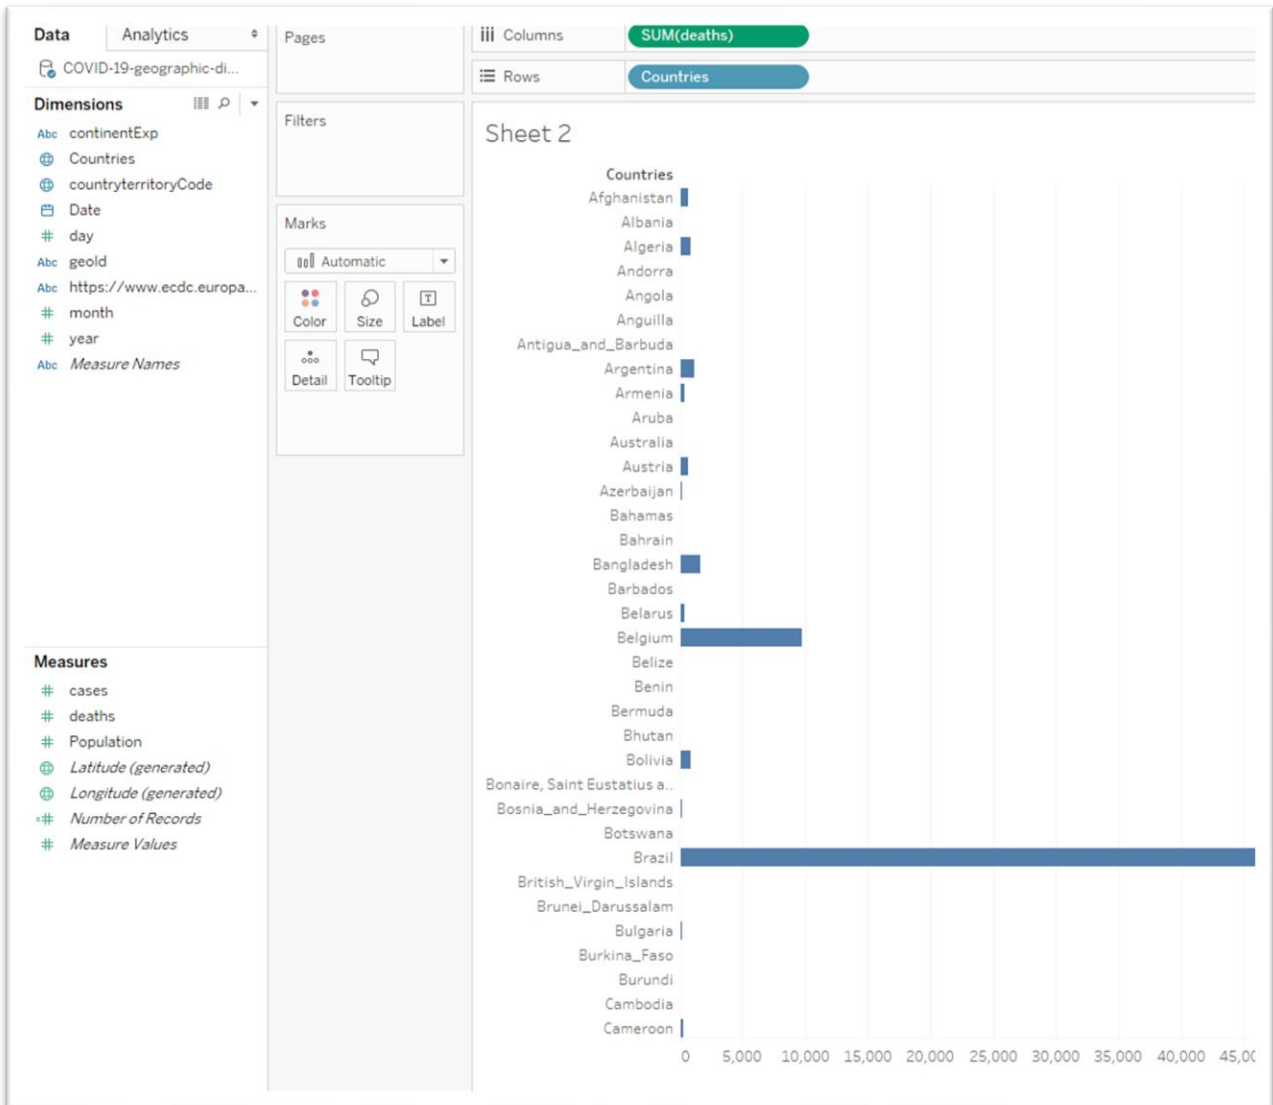 Data
Analytics
COVID-19-geographic-di...
Dimensions
Abc continentExp
Countries
countryterritoryCode
Date
# day
Abc geoId
Abc https://www.ecdc.europa...
# month
# year
Abc Measure Names
Measures
# cases
# deaths
# Population
Latitude (generated)
Longitude (generated)
=# Number of Records
# Measure Values
Pages
Filters
Marks
Automatic
Color Size Label
Detail Tooltip
Columns SUM(deaths)
Rows Countries
Sheet 2
Countries
Afghanistan
Albania
Algeria
Andorra
Angola
Anguilla
Antigua_and_Barbuda
Argentina
Armenia
Aruba
Australia
Austria
Azerbaijan
Bahamas
Bahrain
Bangladesh
Barbados
Belarus
Belgium
Belize
Benin
Bermuda
Bhutan
Bolivia
Bonaire, Saint Eustatius a..
Bosnia_and_Herzegovina
Botswana
Brazil
British_Virgin_Islands
Brunei_Darussalam
Bulgaria
Burkina_Faso
Burundi
Cambodia
Cameroon
0 5,000 10,000 15,000 20,000 25,000 30,000 35,000 40,000